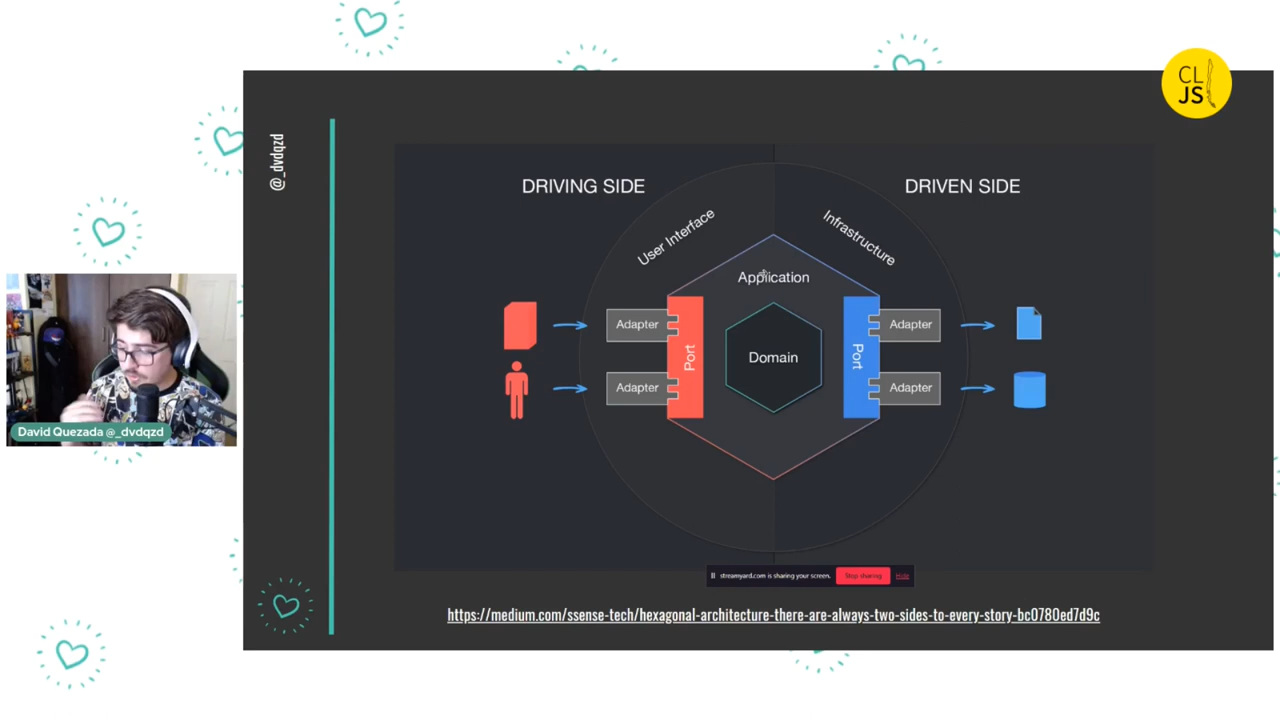 CL
JS
@_dvdqzd
DRIVING SIDE
DRIVEN SIDE
User Interface
Infrastructure
Application
Adapter
Adapter
Port
Domain
Port
Adapter
Adapter
David Quezada @_dvdqzd
streamyard.com is sharing your screen.
Stop sharing
Hide
https://medium.com/ssense-tech/hexagonal-architecture-there-are-always-two-sides-to-every-story-bc0780ed7d9c